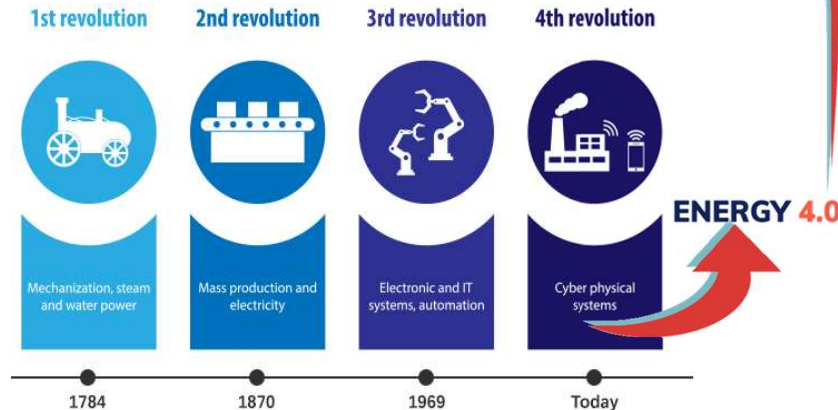 1st revolution
2nd revolution
3rd revolution
4th revolution
ENERGY 4.0
Mechanization, steam
and water power
Mass production and
electricity
Electronic and IT
systems, automation
Cyber physical
systems
1784
1870
1969
Today